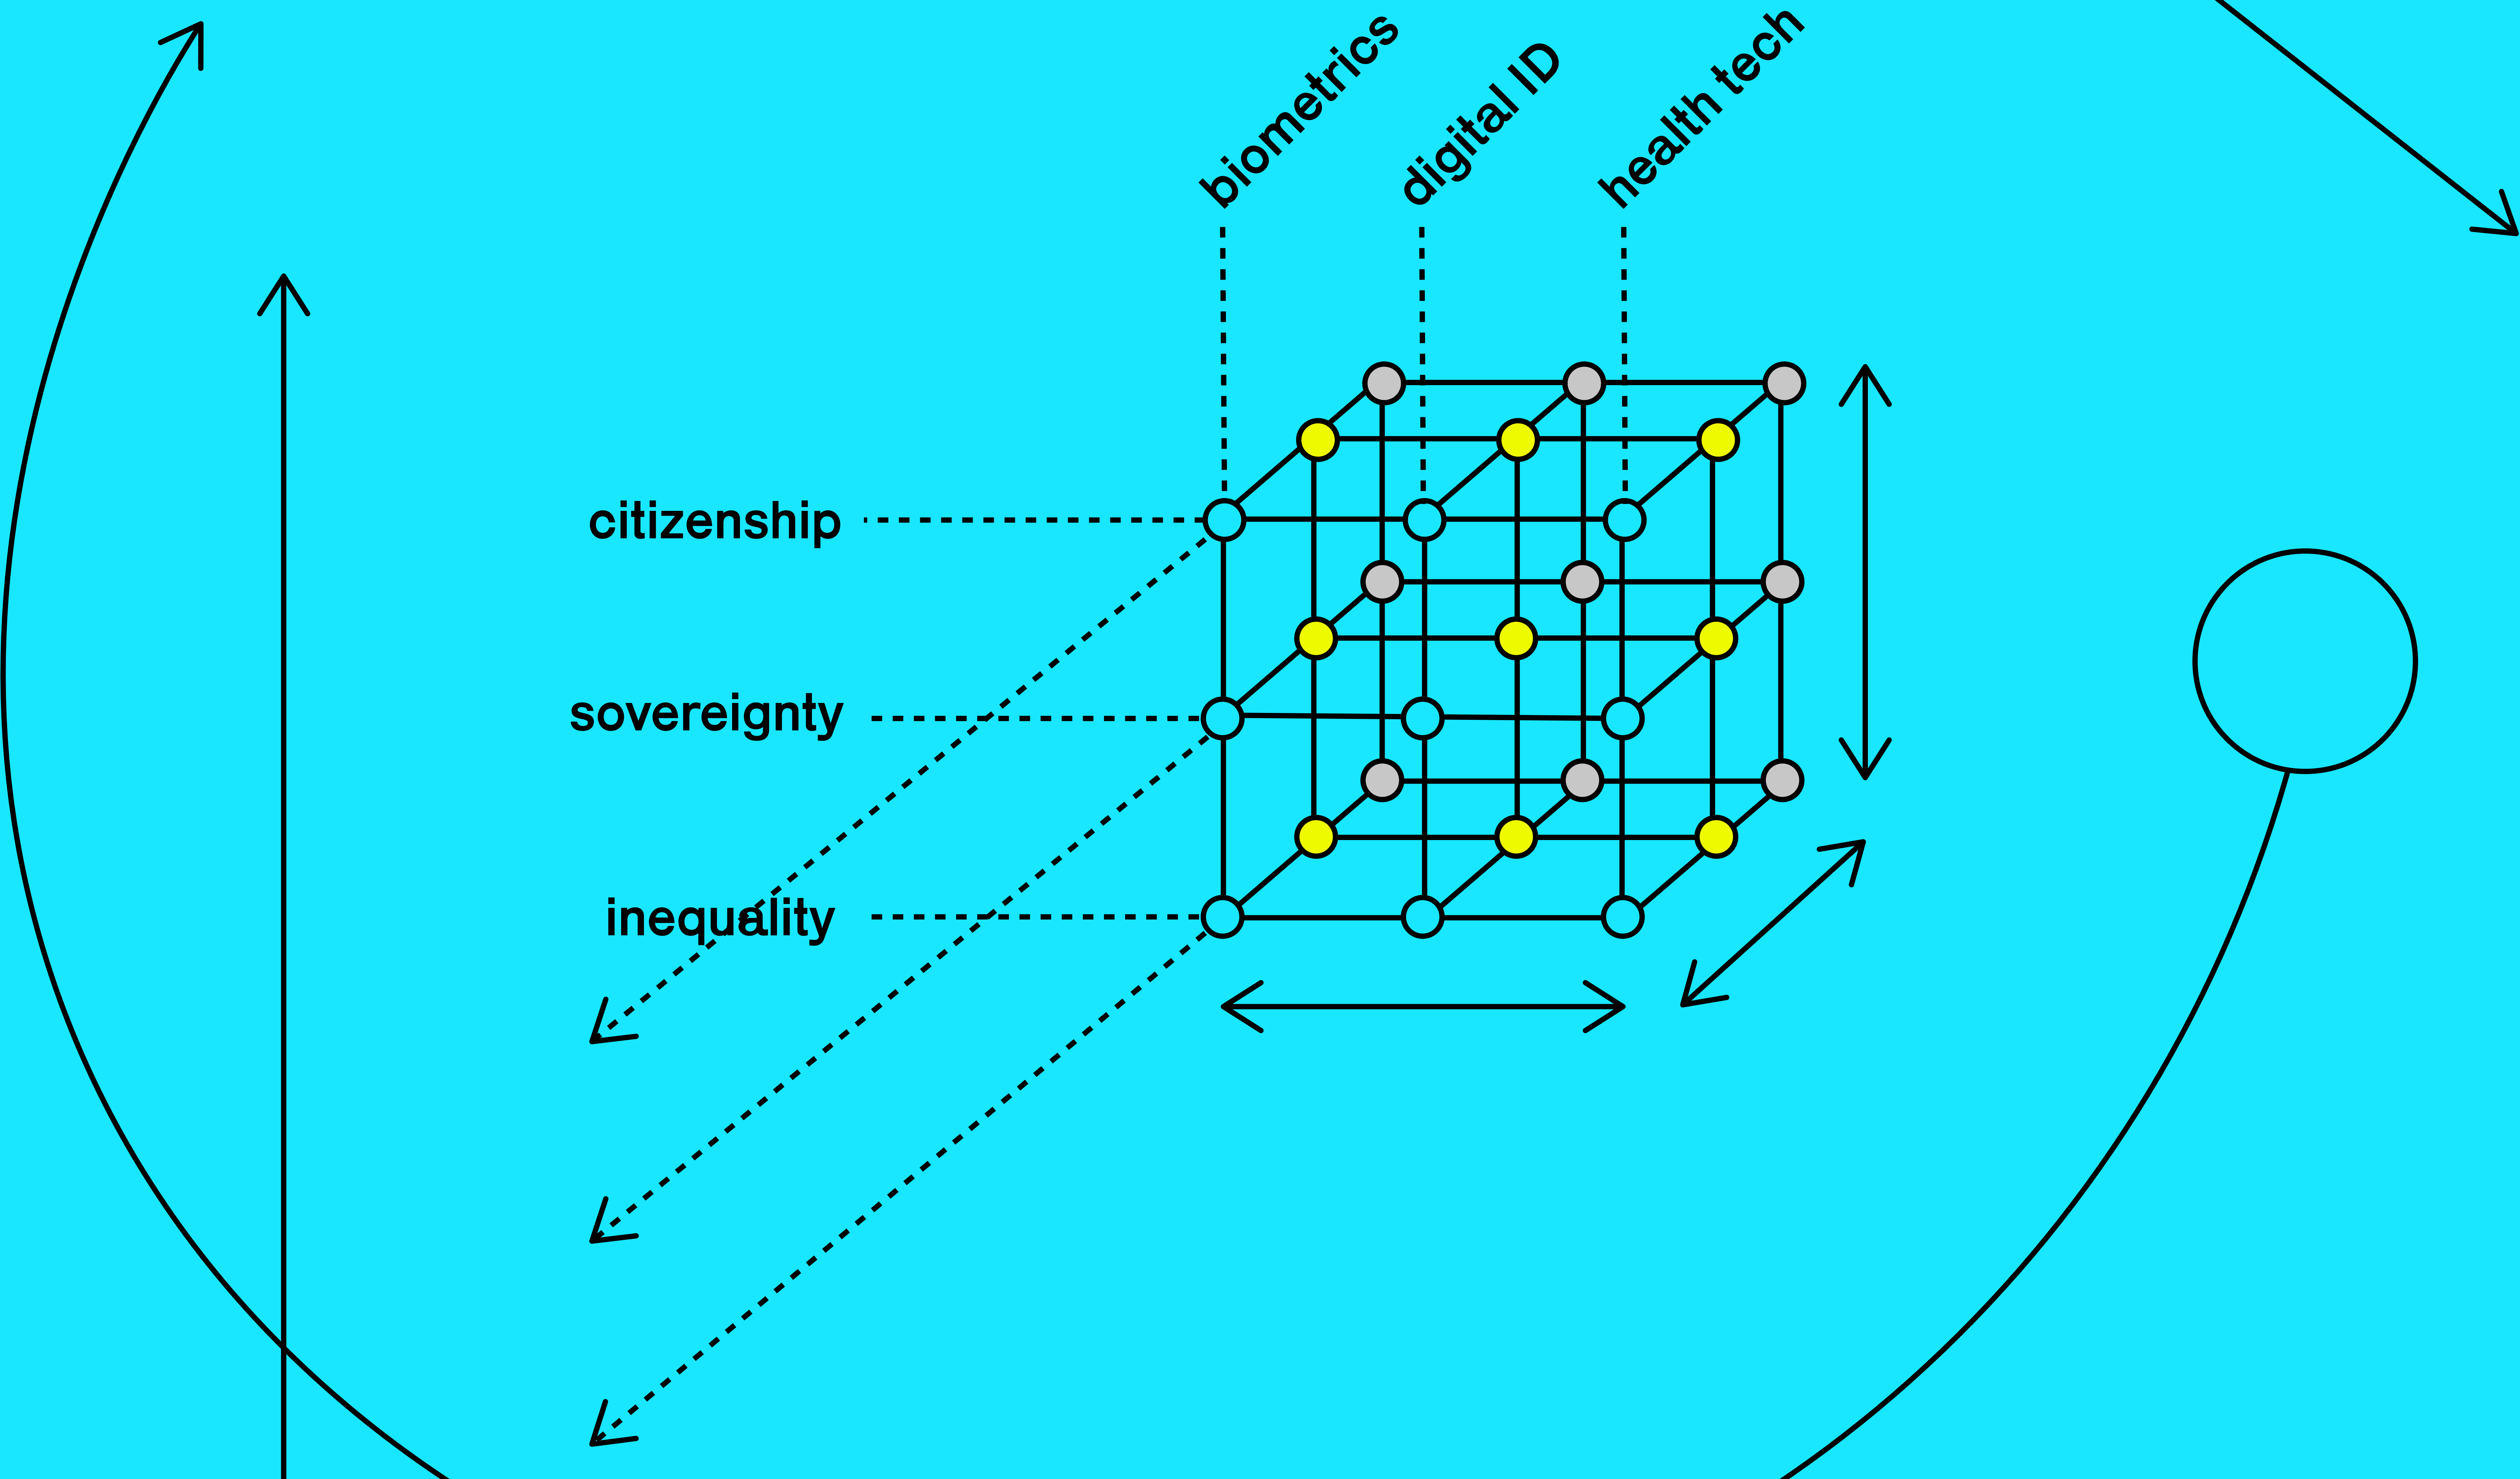 biometrics
digital ID
health tech
citizenship
sovereignty
inequality